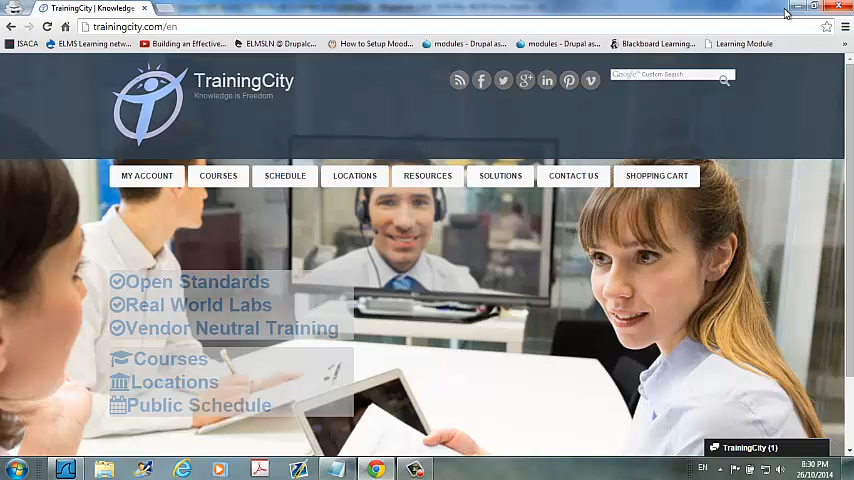 TrainingCity | Knowledge
trainingcity.com/en
ISACA
ELMS Learning netw...
Building an Effective...
ELMSLN @ Drupalc...
How to Setup Mood...
modules - Drupal as...
modules - Drupal as...
Blackboard Learning...
Learning Module
TrainingCity
Knowledge is Freedom
Google™ Custom Search
MY ACCOUNT
COURSES
SCHEDULE
LOCATIONS
RESOURCES
SOLUTIONS
CONTACT US
SHOPPING CART
Open Standards
Real World Labs
Vendor Neutral Training
Courses
Locations
Public Schedule
TrainingCity (1)
EN
8:30 PM
26/10/2014